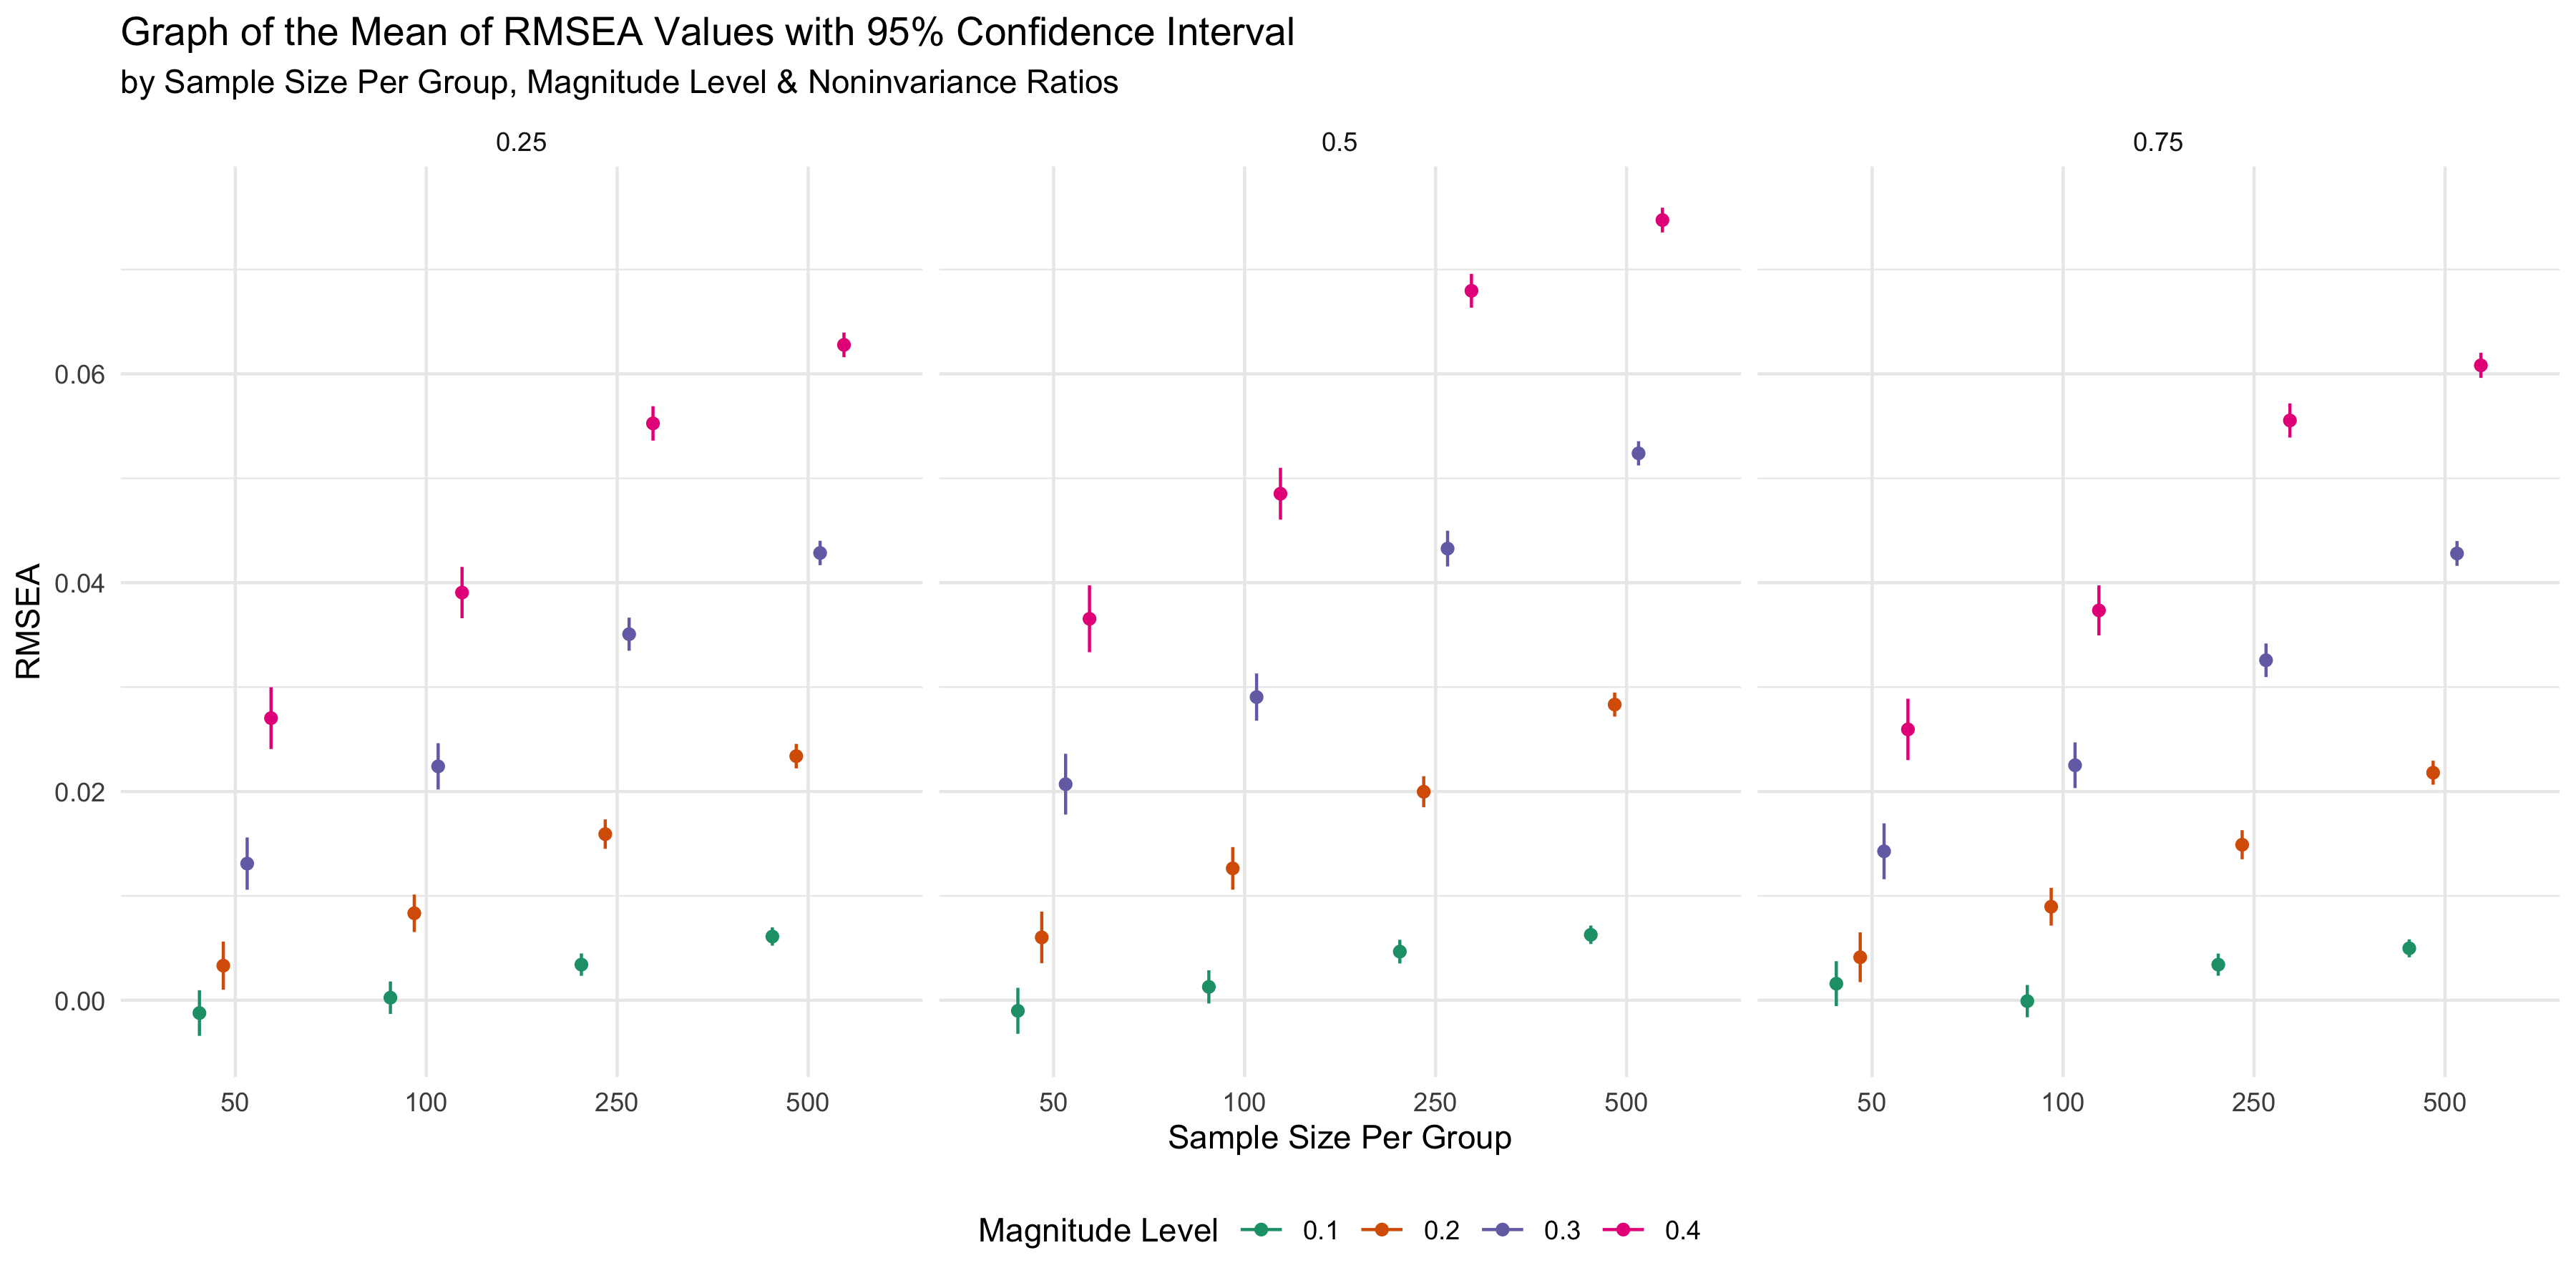 Graph of the Mean of RMSEA Values with 95% Confidence Interval
by Sample Size Per Group, Magnitude Level & Noninvariance Ratios
0.25 0.5 0.75
RMSEA
0.06
0.04
0.02
0.00
50 100 250 500 50 100 250 500 50 100 250 500
Sample Size Per Group
Magnitude Level 0.1 0.2 0.3 0.4